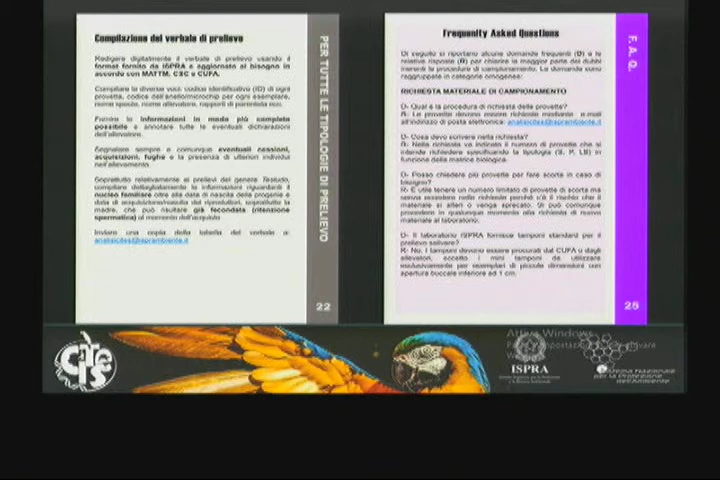 Compilazione del verbale di prelievo
Redigere digitalmente il verbale di prelievo usando il
format fornito da ISPRA e aggiornato al bisogno in
accordo con MATTM, CSC e CUFA.
Compilare le diverse voci: codice identificativo (ID) di ogni
provetta, codice dell'anello/microchip per ogni esemplare,
nome specie, nome allevatore, rapporti di parentela ecc.
Fornire le informazioni in modo più completo
possibile e annotare tutte le eventuali dichiarazioni
dell'allevatore.
Segnalare sempre e comunque eventuali cessioni,
acquisizioni, fughe e la presenza di ulteriori individui
nell'allevamento.
Soprattutto relativamente ai prelievi del genere Testudo,
compilare dettagliatamente le informazioni riguardanti il
nucleo familiare oltre alla data di nascita della progenie e
data di acquisizione/nascita dei riproduttori, soprattutto la
madre, che può risultare già fecondata (ritenzione
spermatica) al momento dell'acquisto
Inviare una copia della tabella del verbale a:
analisicites@isprambiente.it
PER TUTTE LE TIPOLOGIE DI PRELIEVO
22
Frequently Asked Questions
Di seguito si riportano alcune domande frequenti (D) e le
relative risposte (R) per chiarire la maggior parte dei dubbi
inerenti le procedure di campionamento. Le domande sono
raggruppate in categorie omogenee:
RICHIESTA MATERIALE DI CAMPIONAMENTO
D- Qual è la procedura di richiesta delle provette?
R- Le provette devono essere richieste mediante e-mail
all'indirizzo di posta elettronica: analisicites@isprambiente.it
D- Cosa devo scrivere nella richiesta?
R- Nella richiesta va indicato il numero di provette che si
intende richiedere specificando la tipologia (S, P, LB) in
funzione della matrice biologica.
D- Posso chiedere più provette per fare scorta in caso di
bisogno?
R- È utile tenere un numero limitato di provette di scorta ma
senza eccedere nella richiesta perché c'è il rischio che il
materiale si alteri o venga sprecato. Si può comunque
procedere in qualunque momento alla richiesta di nuovo
materiale al laboratorio.
D- Il laboratorio ISPRA fornisce tamponi standard per il
prelievo salivare?
R- No. I tamponi devono essere procurati dal CUFA o dagli
allevatori, eccetto i mini tamponi da utilizzare
esclusivamente per esemplari di piccole dimensioni con
apertura buccale inferiore ad 1 cm.
F.A.Q.
25
Attiva Windows
ISPRA